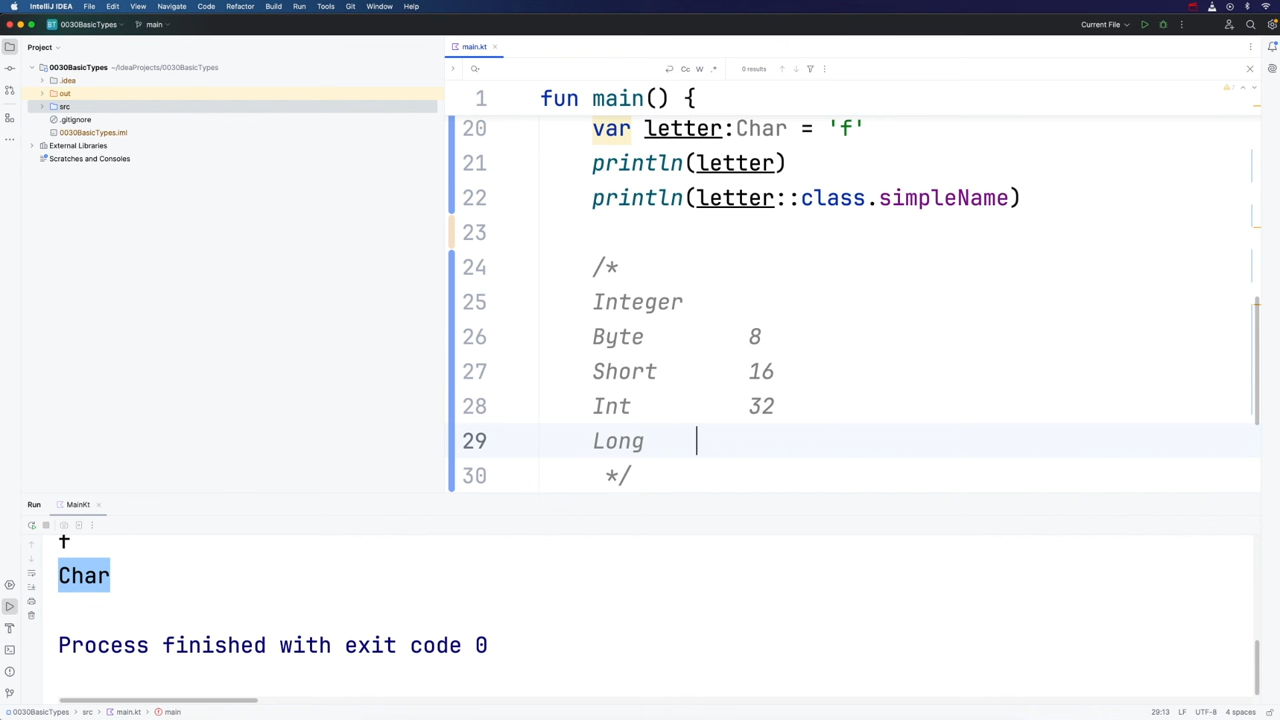 IntelliJ IDEA File Edit View Navigate Code Refactor Build Run Tools Git Window Help
BT 0030BasicTypes main Current File
Project main.kt
0030BasicTypes ~/IdeaProjects/0030BasicTypes
.idea
out
src
.gitignore
0030BasicTypes.iml
External Libraries
Scratches and Consoles
Cc W .* 0 results
1 fun main() {
20 var letter:Char = 'f'
21 println(letter)
22 println(letter::class.simpleName)
23
24 /*
25 Integer
26 Byte 8
27 Short 16
28 Int 32
29 Long
30 */
Run MainKt
f
Char
Process finished with exit code 0
0030BasicTypes > src > main.kt > main 29:13 LF UTF-8 4 spaces